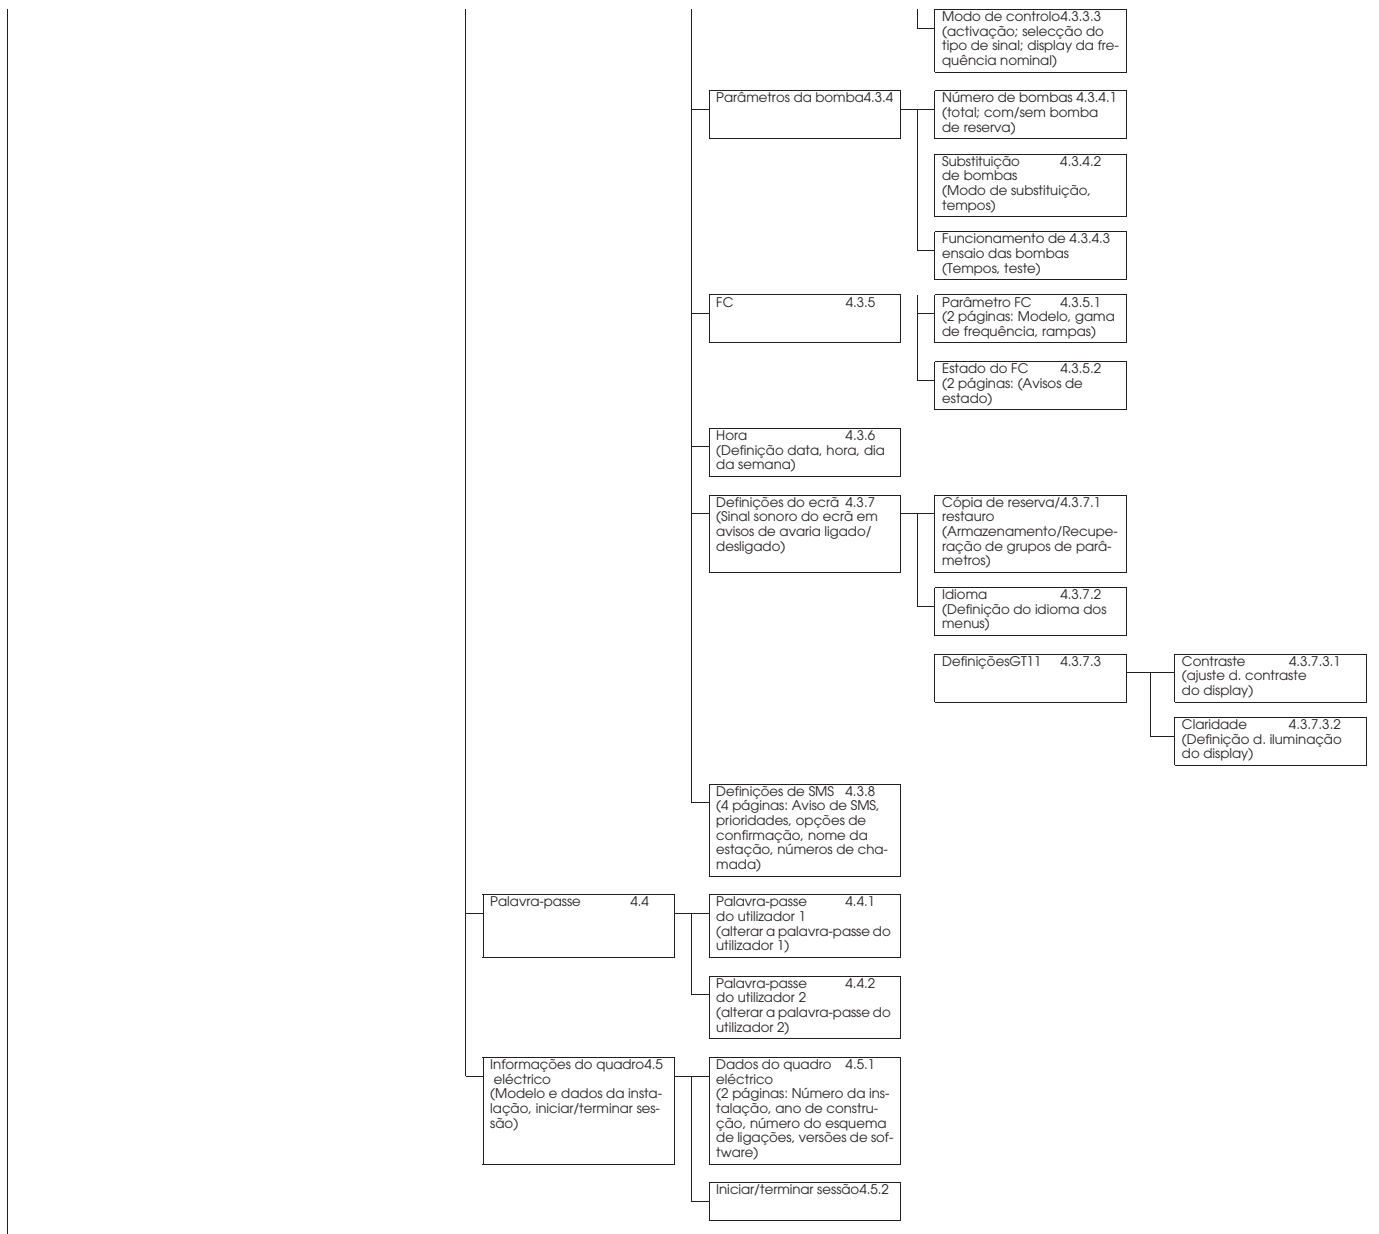 Modo de controlo4.3.3.3
(activação; selecção do
tipo de sinal; display da fre-
quência nominal)
Parâmetros da bomba4.3.4
Número de bombas 4.3.4.1
(total; com/sem bomba
de reserva)
Substituição 4.3.4.2
de bombas
(Modo de substituição,
tempos)
Funcionamento de 4.3.4.3
ensaio das bombas
(Tempos, teste)
FC 4.3.5
Parâmetro FC 4.3.5.1
(2 páginas: Modelo, gama
de frequência, rampas)
Estado do FC 4.3.5.2
(2 páginas: (Avisos de
estado)
Hora 4.3.6
(Definição data, hora, dia
da semana)
Definições do ecrã 4.3.7
(Sinal sonoro do ecrã em
avisos de avaria ligado/
desligado)
Cópia de reserva/4.3.7.1
restauro
(Armazenamento/Recupe-
ração de grupos de parâ-
metros)
Idioma 4.3.7.2
(Definição do idioma dos
menus)
DefiniçõesGT11 4.3.7.3
Contraste 4.3.7.3.1
(ajuste d. contraste
do display)
Claridade 4.3.7.3.2
(Definição d. iluminação
do display)
Definições de SMS 4.3.8
(4 páginas: Aviso de SMS,
prioridades, opções de
confirmação, nome da
estação, números de cha-
mada)
Palavra-passe 4.4
Palavra-passe 4.4.1
do utilizador 1
(alterar a palavra-passe do
utilizador 1)
Palavra-passe 4.4.2
do utilizador 2
(alterar a palavra-passe do
utilizador 2)
Informações do quadro4.5
eléctrico
(Modelo e dados da insta-
lação, iniciar/terminar ses-
são)
Dados do quadro 4.5.1
eléctrico
(2 páginas: Número da ins-
talação, ano de constru-
ção, número do esquema
de ligações, versões de sof-
tware)
Iniciar/terminar sessão4.5.2